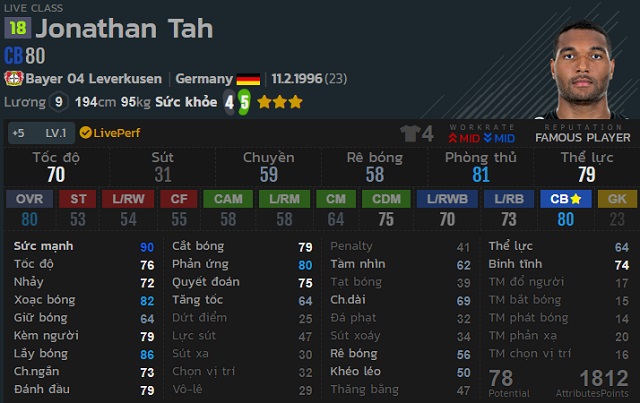 LIVE CLASS
18 Jonathan Tah
CB 80
Bayer 04 Leverkusen | Germany | 11.2.1996 (23)
Lương 9 194cm 95kg Sức khỏe 4 5
+5 LV.1 LivePerf 4 WORKRATE MID MID REPUTATION FAMOUS PLAYER
Tốc độ Sút Chuyền Rê bóng Phòng thủ Thể lực
70 31 59 58 81 79
OVR ST L/RW CF CAM L/RM CM CDM L/RWB L/RB CB GK
80 53 54 55 58 58 64 75 70 73 80 23
Sức mạnh 90 Cắt bóng 79 Penalty 41 Thể lực 64
Tốc độ 76 Phản ứng 80 Tầm nhìn 62 Bình tĩnh 74
Nhảy 72 Quyết đoán 75 Tạt bóng 39 TM đổ người 17
Xoạc bóng 82 Tăng tốc 64 Ch.dài 69 TM bắt bóng 15
Giữ bóng 64 Dứt điểm 25 Đá phạt 32 TM phát bóng 14
Kèm người 79 Lực sút 47 Sút xoáy 34 TM phản xạ 20
Lấy bóng 86 Sút xa 30 Rê bóng 56 TM chọn vị trí 16
Ch.ngắn 73 Chọn vị trí 32 Khéo léo 50 78 1812
Đánh đầu 79 Vô-lê 29 Thăng bằng 47 Potential AttributesPoints